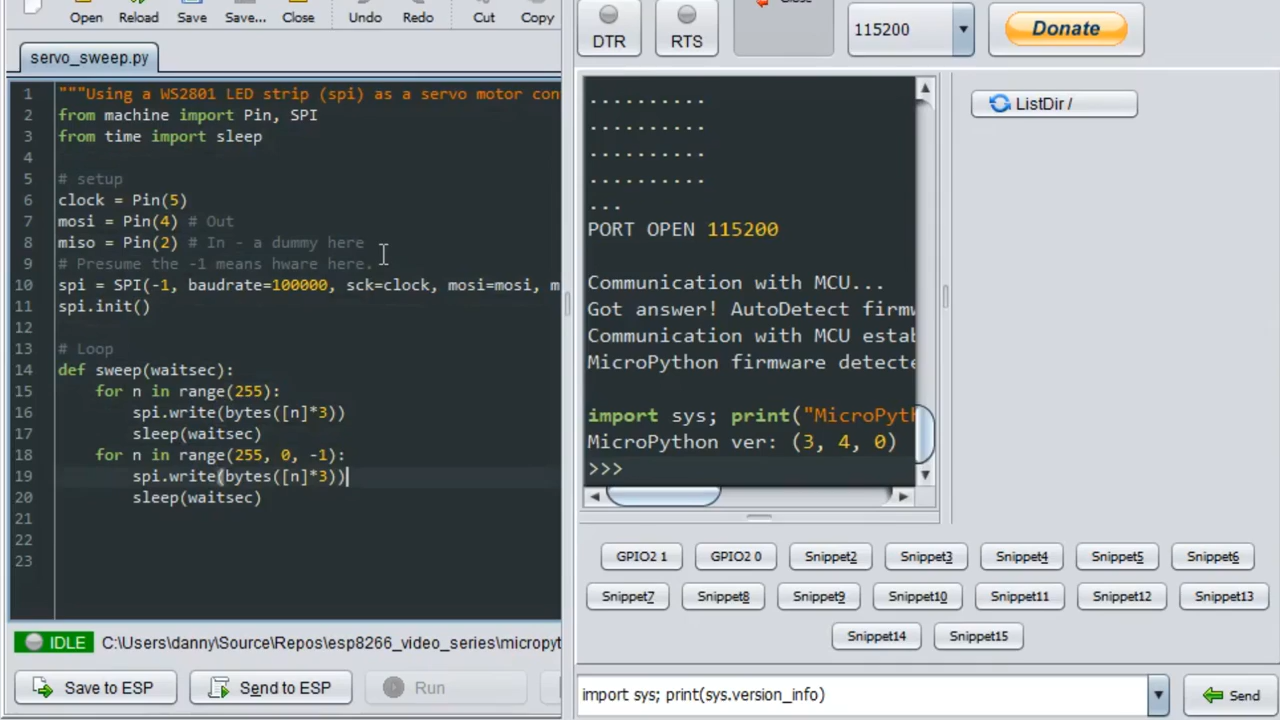 Open Reload Save Save... Close Undo Redo Cut Copy
servo_sweep.py
1 """Using a WS2801 LED strip (spi) as a servo motor con
2 from machine import Pin, SPI
3 from time import sleep
4
5 # setup
6 clock = Pin(5)
7 mosi = Pin(4) # Out
8 miso = Pin(2) # In - a dummy here
9 # Presume the -1 means hware here.
10 spi = SPI(-1, baudrate=100000, sck=clock, mosi=mosi, m
11 spi.init()
12
13 # Loop
14 def sweep(waitsec):
15 for n in range(255):
16 spi.write(bytes([n]*3))
17 sleep(waitsec)
18 for n in range(255, 0, -1):
19 spi.write(bytes([n]*3))
20 sleep(waitsec)
21
22
23
IDLE C:\Users\danny\Source\Repos\esp8266_video_series\micropyt
Save to ESP Send to ESP Run
Close
DTR RTS 115200 Donate
..........
..........
..........
..........
...
PORT OPEN 115200
Communication with MCU...
Got answer! AutoDetect firmw
Communication with MCU estab
MicroPython firmware detecte
import sys; print("MicroPyth
MicroPython ver: (3, 4, 0)
>>>
ListDir /
GPIO2 1 GPIO2 0 Snippet2 Snippet3 Snippet4 Snippet5 Snippet6
Snippet7 Snippet8 Snippet9 Snippet10 Snippet11 Snippet12 Snippet13
Snippet14 Snippet15
import sys; print(sys.version_info) Send